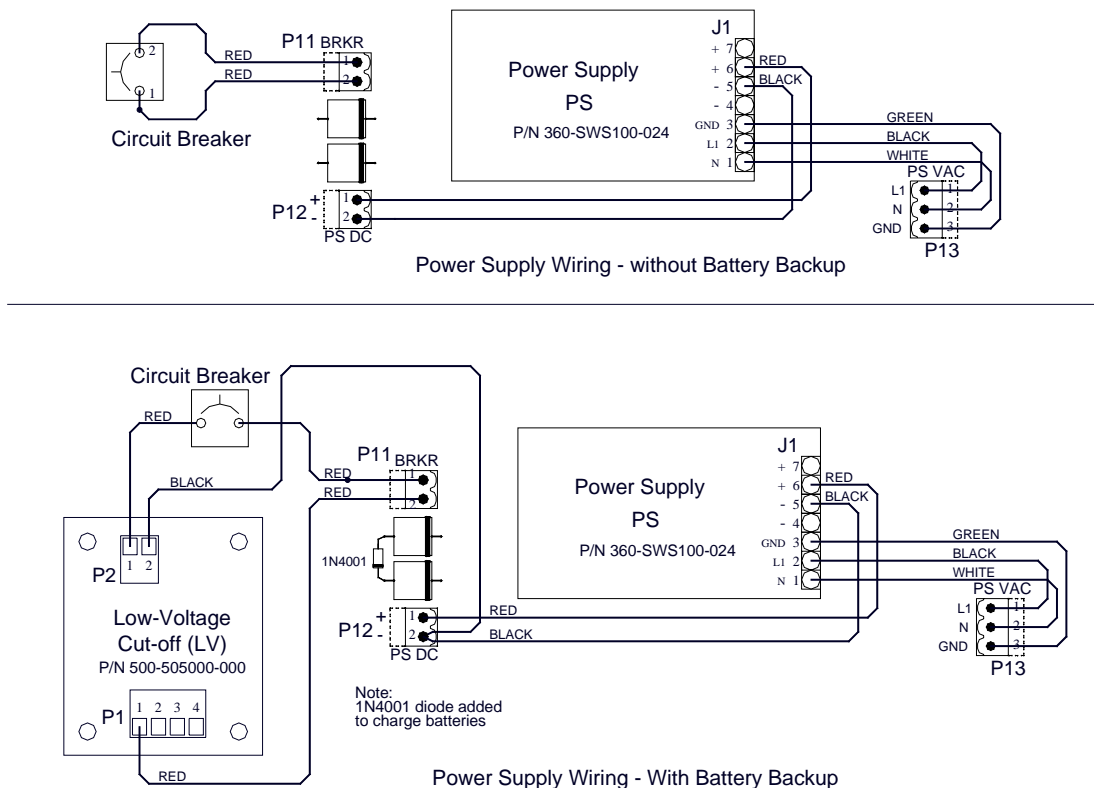 P11 BRKR
RED
1
RED
2
2
1
Circuit Breaker
Power Supply
PS
P/N 360-SWS100-024
J1
+ 7
+ 6 RED
- 5 BLACK
- 4
GND 3 GREEN
L1 2 BLACK
N 1 WHITE
PS VAC
L1 1
N 2
GND 3
P13
P12 + 1
- 2
PS DC
Power Supply Wiring - without Battery Backup
Circuit Breaker
RED
BLACK
P11 BRKR
RED 1
RED 2
1N4001
P2
1 2
Low-Voltage
Cut-off (LV)
P/N 500-505000-000
P1
1 2 3 4
RED
P12 + 1 RED
- 2 BLACK
PS DC
Note:
1N4001 diode added
to charge batteries
Power Supply
PS
P/N 360-SWS100-024
J1
+ 7
+ 6 RED
- 5 BLACK
- 4
GND 3 GREEN
L1 2 BLACK
N 1 WHITE
PS VAC
L1 1
N 2
GND 3
P13
Power Supply Wiring - With Battery Backup